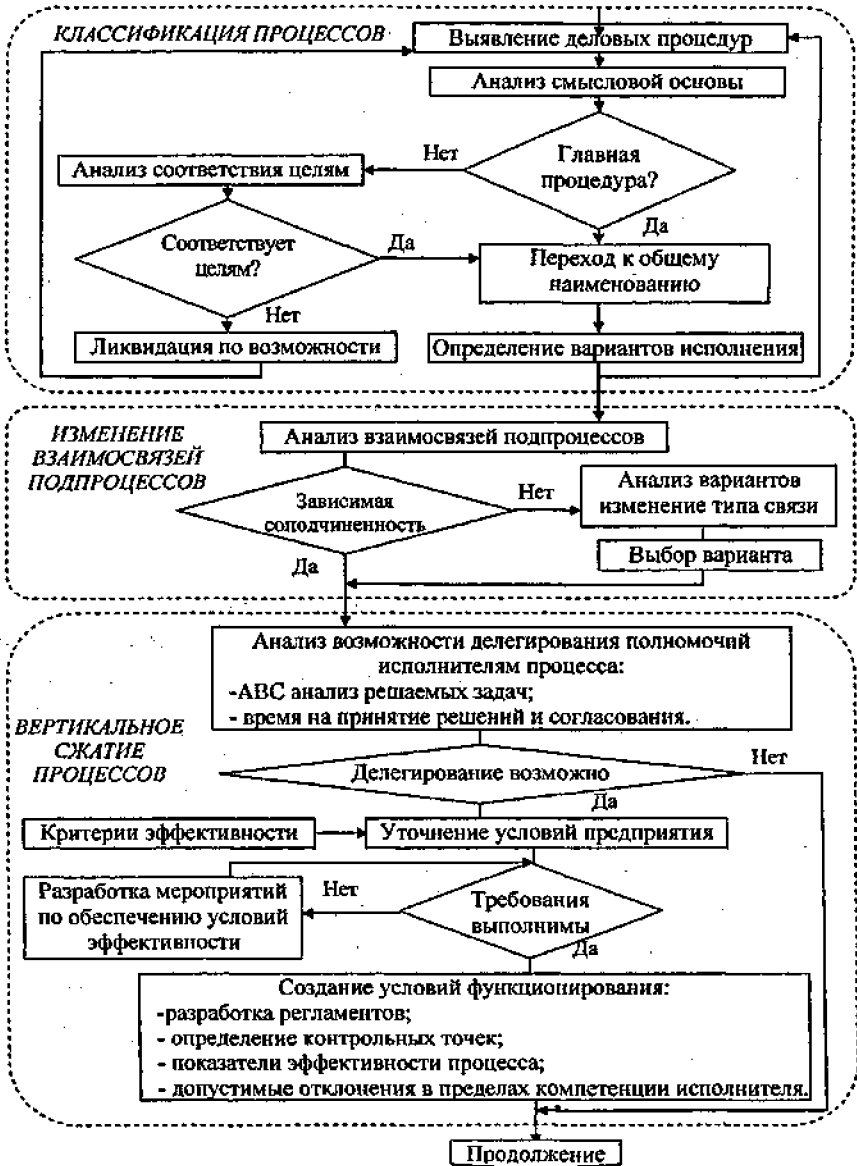 КЛАССИФИКАЦИЯ ПРОЦЕССОВ
Выявление деловых процедур
Анализ смысловой основы
Главная
процедура?
Нет
Анализ соответствия целям
Соответствует
целям?
Да
Да
Переход к общему
наименованию
Нет
Ликвидация по возможности
Определение вариантов исполнения
ИЗМЕНЕНИЕ
ВЗАИМОСВЯЗЕЙ
ПОДПРОЦЕССОВ
Анализ взаимосвязей подпроцессов
Зависимая
соподчиненность
Нет
Анализ вариантов
изменение типа связи
Выбор варианта
Да
Анализ возможности делегирования полномочий
исполнителям процесса:
-АВС анализ решаемых задач;
- время на принятие решений и согласования.
ВЕРТИКАЛЬНОЕ
СЖАТИЕ
ПРОЦЕССОВ
Делегирование возможно
Нет
Да
Критерии эффективности
Уточнение условий предприятия
Разработка мероприятий
по обеспечению условий
эффективности
Нет
Требования
выполнимы
Да
Создание условий функционирования:
-разработка регламентов;
- определение контрольных точек;
- показатели эффективности процесса;
- допустимые отклонения в пределах компетенции исполнителя.
Продолжение